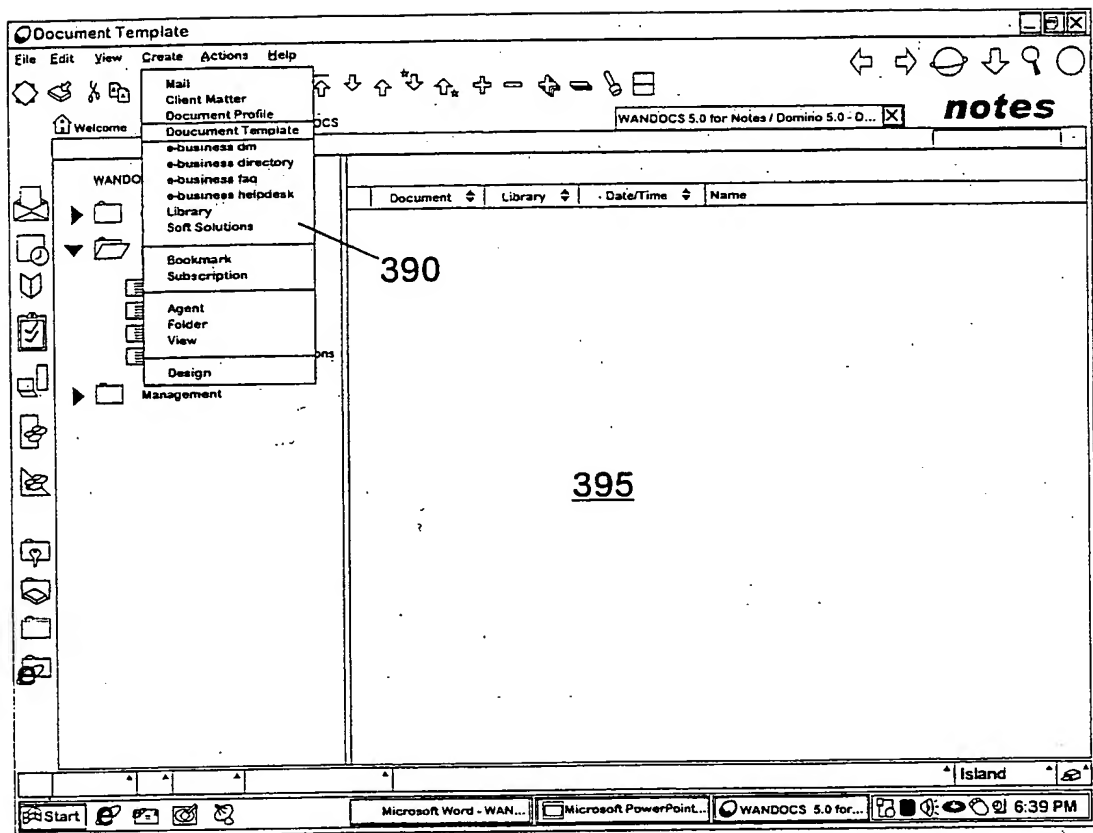 Document Template
File Edit View Create Actions Help
notes
Welcome
OCS
WANDOCS 5.0 for Notes / Dominio 5.0 - D...
Mail
Client Matter
Document Profile
Doucument Template
e-business dm
e-business directory
e-business faq
e-business helpdesk
Library
Soft Solutions
Bookmark
Subscription
Agent
Folder
View
Design
WANDO
Document Library Date/Time Name
390
ons
Management
395
Island
Start Microsoft Word - WAN... Microsoft PowerPoint... WANDOCS 5.0 for... 6:39 PM